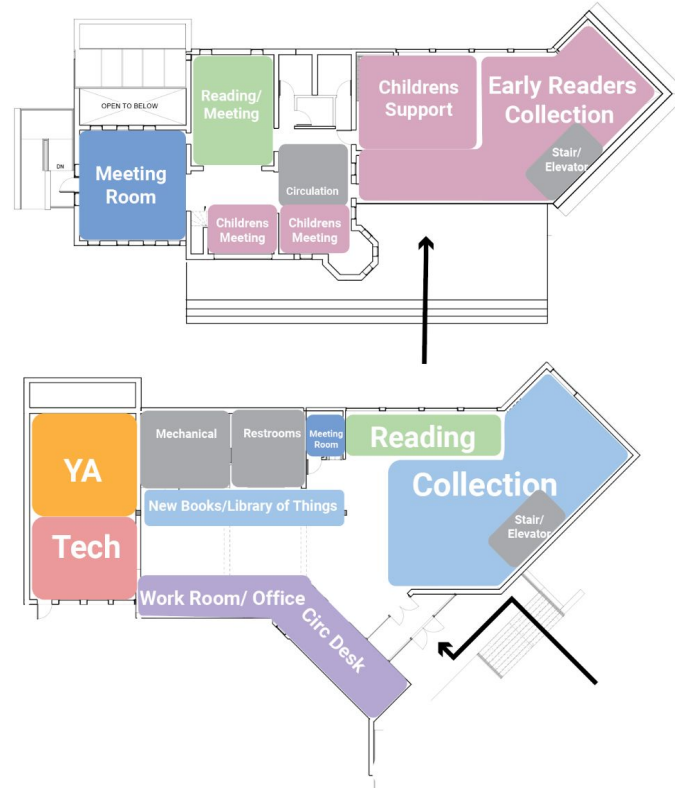 OPEN TO BELOW
Reading/
Meeting
Childrens
Support
Early Readers
Collection
DN
Meeting
Room
Stair/
Elevator
Circulation
Childrens
Meeting
Childrens
Meeting
YA
Mechanical
Restrooms
Meeting
Room
Reading
Collection
New Books/Library of Things
Stair/
Elevator
Tech
Work Room/ Office
Circ Desk